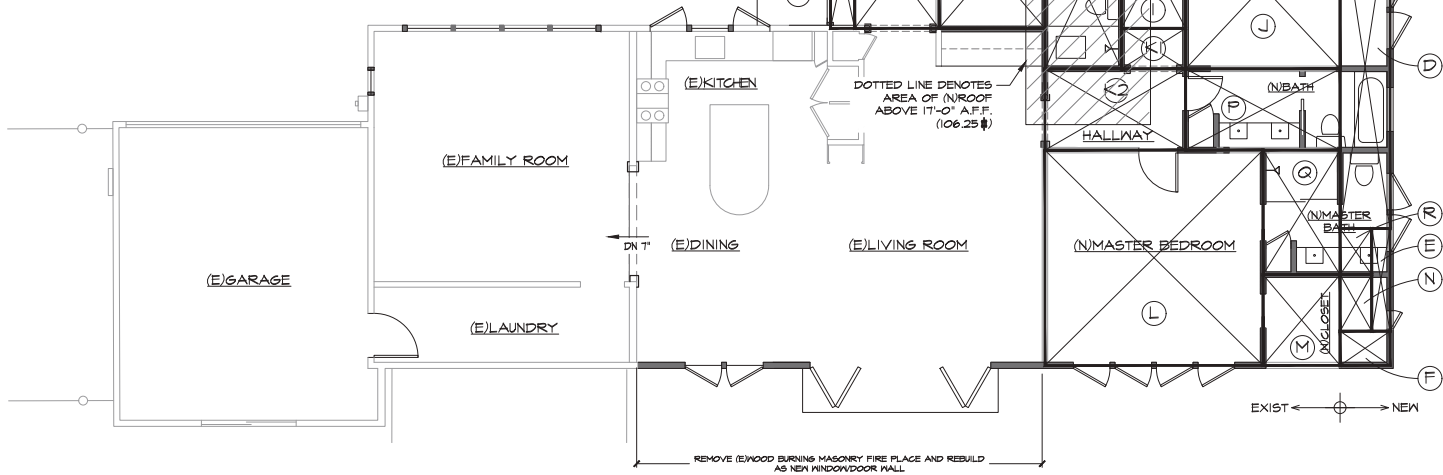 I
J
D
(E)KITCHEN
K1
DOTTED LINE DENOTES
AREA OF (N)ROOF
ABOVE 17'-0" A.F.F.
(106.25 )
K2
P
(N)BATH
HALLWAY
(E)FAMILY ROOM
Q
(N)MASTER
BATH
R
DN 7"
(E)DINING
(E)LIVING ROOM
(N)MASTER BEDROOM
E
(E)GARAGE
N
(E)LAUNDRY
L
M
(N)CLOSET
F
EXIST
NEW
REMOVE (E)WOOD BURNING MASONRY FIRE PLACE AND REBUILD
AS NEW WINDOW/DOOR WALL